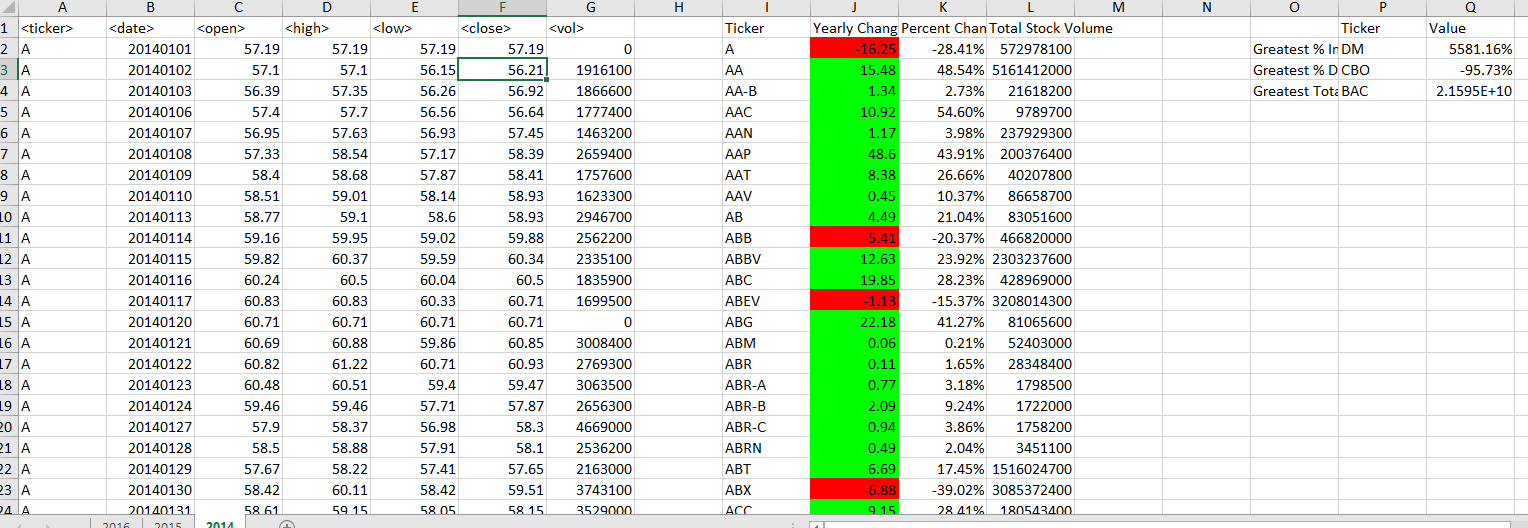 A B C D E F G H I J K L M N O P Q
1 <ticker> <date> <open> <high> <low> <close> <vol> Ticker Yearly Chang Percent Chan Total Stock Volume Ticker Value
2 A 20140101 57.19 57.19 57.19 57.19 0 A -16.25 -28.41% 572978100 Greatest % In DM 5581.16%
3 A 20140102 57.1 57.1 56.15 56.21 1916100 AA 15.48 48.54% 5161412000 Greatest % D CBO -95.73%
4 A 20140103 56.39 57.35 56.26 56.92 1866600 AA-B 1.34 2.73% 21618200 Greatest Tota BAC 2.1595E+10
5 A 20140106 57.4 57.7 56.56 56.64 1777400 AAC 10.92 54.60% 9789700
6 A 20140107 56.95 57.63 56.93 57.45 1463200 AAN 1.17 3.98% 237929300
7 A 20140108 57.33 58.54 57.17 58.39 2659400 AAP 48.6 43.91% 200376400
8 A 20140109 58.4 58.68 57.87 58.41 1757600 AAT 8.38 26.66% 40207800
9 A 20140110 58.51 59.01 58.14 58.93 1623300 AAV 0.45 10.37% 86658700
10 A 20140113 58.77 59.1 58.6 58.93 2946700 AB 4.49 21.04% 83051600
11 A 20140114 59.16 59.95 59.02 59.88 2562200 ABB -5.41 -20.37% 466820000
12 A 20140115 59.82 60.37 59.59 60.34 2335100 ABBV 12.63 23.92% 2303237600
13 A 20140116 60.24 60.5 60.04 60.5 1835900 ABC 19.85 28.23% 428969000
14 A 20140117 60.83 60.83 60.33 60.71 1699500 ABEV -1.13 -15.37% 3208014300
15 A 20140120 60.71 60.71 60.71 60.71 0 ABG 22.18 41.27% 81065600
16 A 20140121 60.69 60.88 59.86 60.85 3008400 ABM 0.06 0.21% 52403000
17 A 20140122 60.82 61.22 60.71 60.93 2769300 ABR 0.11 1.65% 28348400
18 A 20140123 60.48 60.51 59.4 59.47 3063500 ABR-A 0.77 3.18% 1798500
19 A 20140124 59.46 59.46 57.71 57.87 2656300 ABR-B 2.09 9.24% 1722000
20 A 20140127 57.9 58.37 56.98 58.3 4669000 ABR-C 0.94 3.86% 1758200
21 A 20140128 58.5 58.88 57.91 58.1 2536200 ABRN 0.49 2.04% 3451100
22 A 20140129 57.67 58.22 57.41 57.65 2163000 ABT 6.69 17.45% 1516024700
23 A 20140130 58.42 60.11 58.42 59.51 3743100 ABX -6.88 -39.02% 3085372400
24 A 20140131 58.61 59.15 58.05 58.15 3529000 ACC 9.15 28.41% 180543400
2016 2015 2014